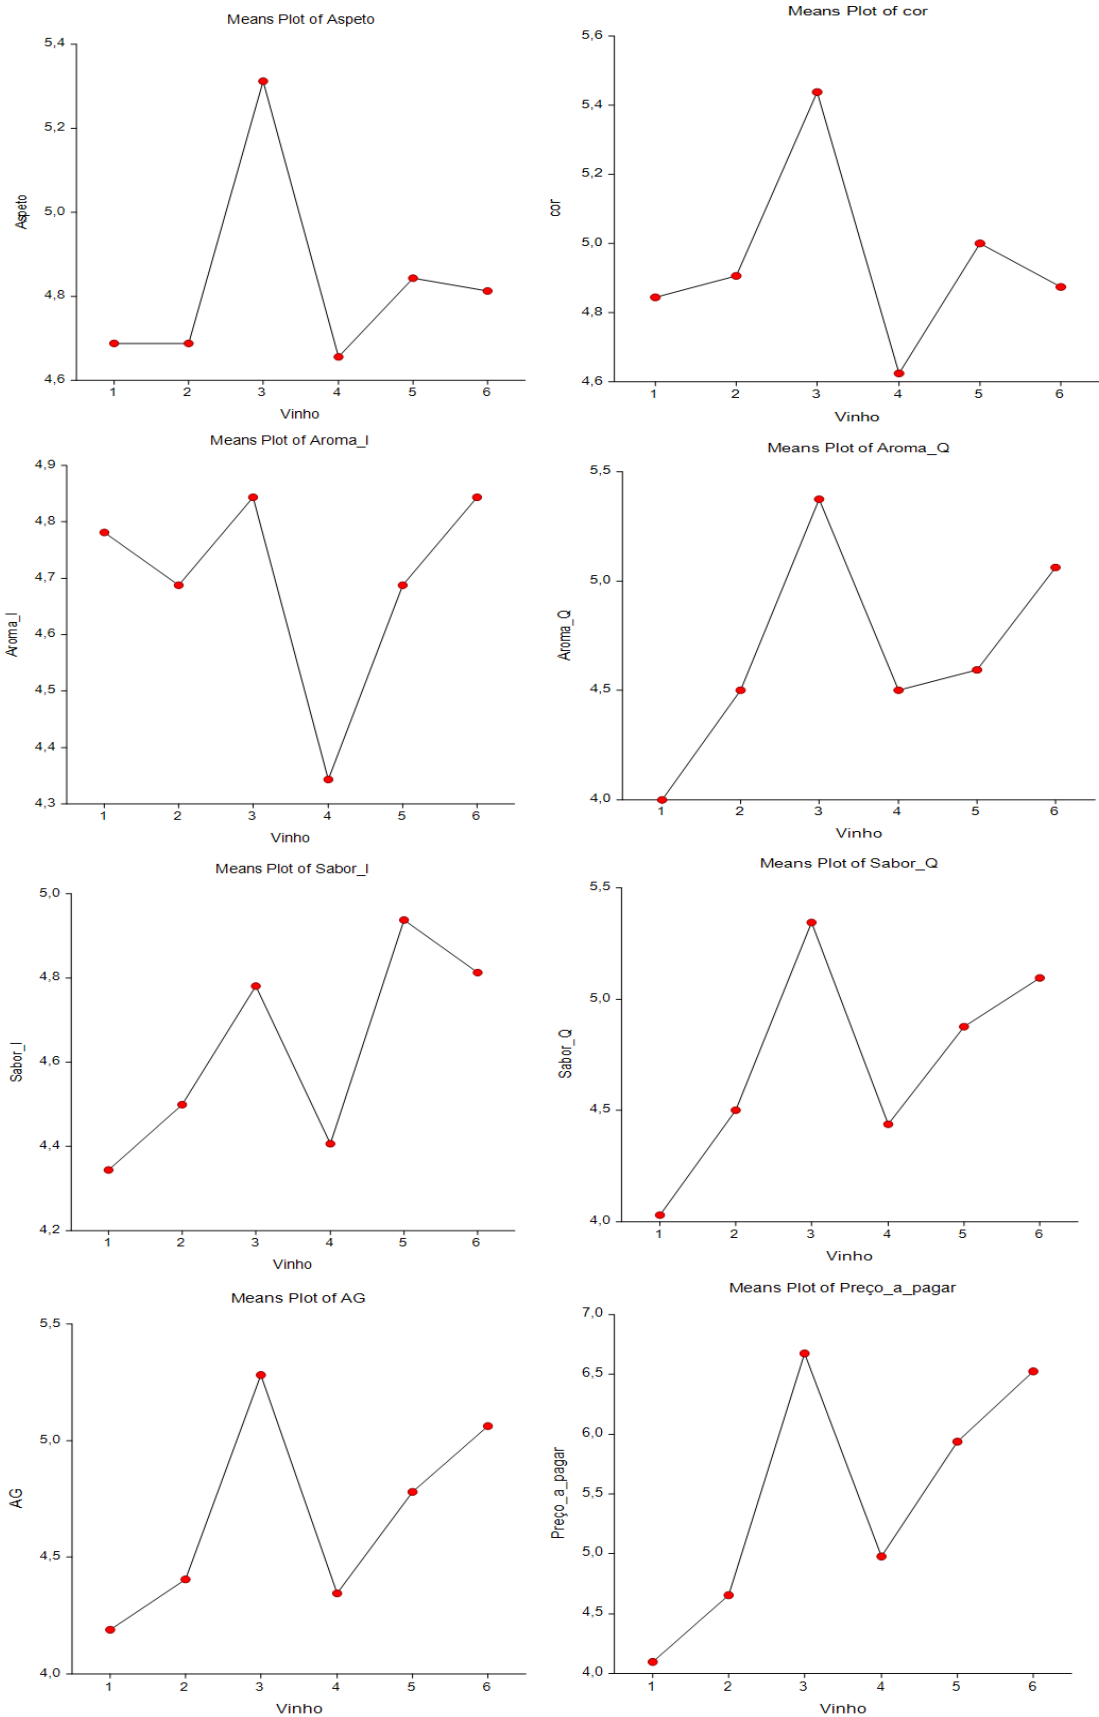 Means Plot of Aspeto
5,4
5,2
5,0
4,8
4,6
Aspeto
1 2 3 4 5 6
Vinho
Means Plot of cor
5,6
5,4
5,2
5,0
4,8
4,6
cor
1 2 3 4 5 6
Vinho
Means Plot of Aroma_I
4,9
4,8
4,7
4,6
4,5
4,4
4,3
Aroma_I
1 2 3 4 5 6
Vinho
Means Plot of Aroma_Q
5,5
5,0
4,5
4,0
Aroma_Q
1 2 3 4 5 6
Vinho
Means Plot of Sabor_I
5,0
4,8
4,6
4,4
4,2
Sabor_I
1 2 3 4 5 6
Vinho
Means Plot of Sabor_Q
5,5
5,0
4,5
4,0
Sabor_Q
1 2 3 4 5 6
Vinho
Means Plot of AG
5,5
5,0
4,5
4,0
AG
1 2 3 4 5 6
Vinho
Means Plot of Preço_a_pagar
7,0
6,5
6,0
5,5
5,0
4,5
4,0
Preço_a_pagar
1 2 3 4 5 6
Vinho